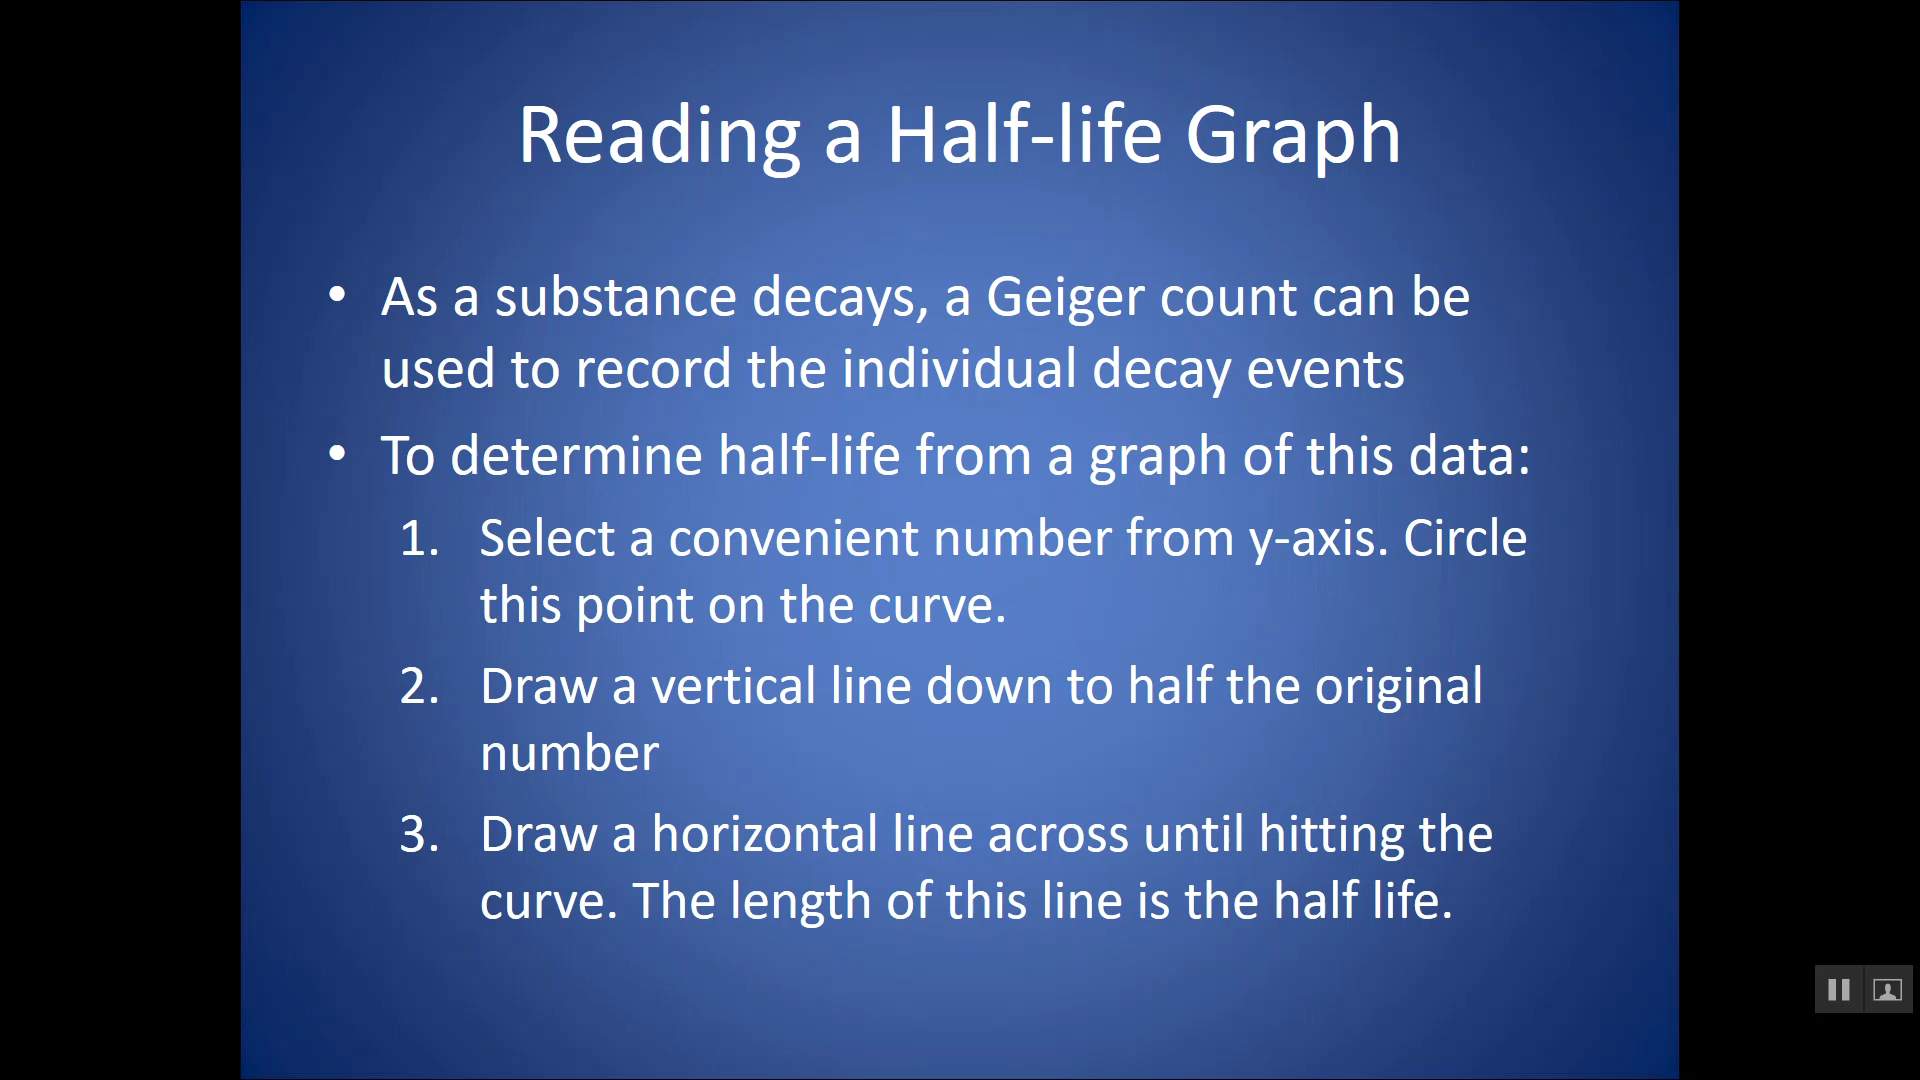 Reading a Half-life Graph
• As a substance decays, a Geiger count can be
used to record the individual decay events
• To determine half-life from a graph of this data:
1. Select a convenient number from y-axis. Circle
this point on the curve.
2. Draw a vertical line down to half the original
number
3. Draw a horizontal line across until hitting the
curve. The length of this line is the half life.